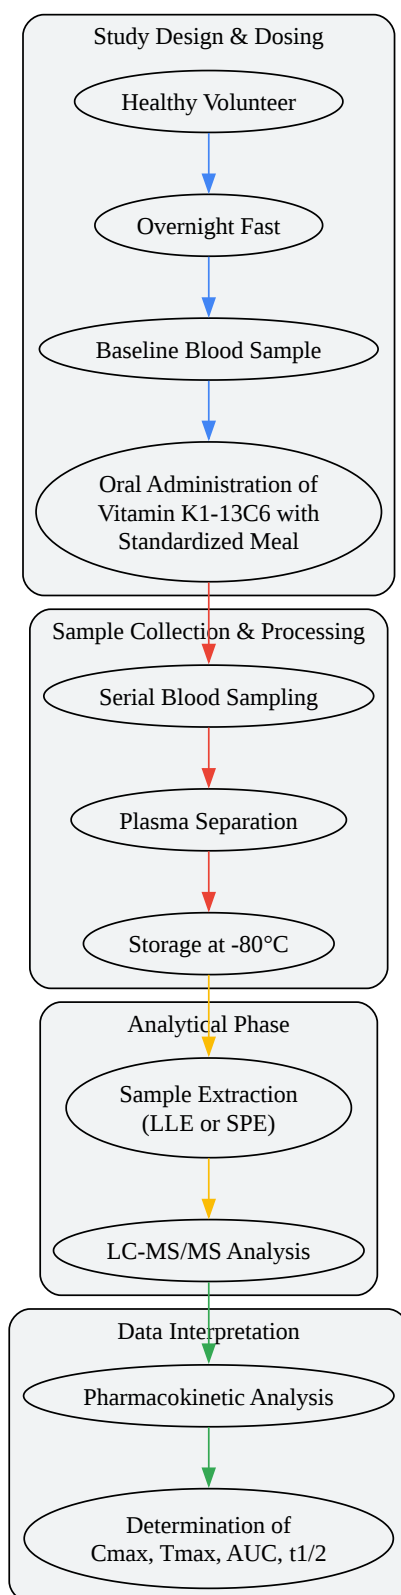 Study Design & Dosing
Healthy Volunteer
Overnight Fast
Baseline Blood Sample
Oral Administration of
Vitamin K1-13C6 with
Standardized Meal
Sample Collection & Processing
Serial Blood Sampling
Plasma Separation
Storage at -80°C
Analytical Phase
Sample Extraction
(LLE or SPE)
LC-MS/MS Analysis
Data Interpretation
Pharmacokinetic Analysis
Determination of
Cmax, Tmax, AUC, t1/2